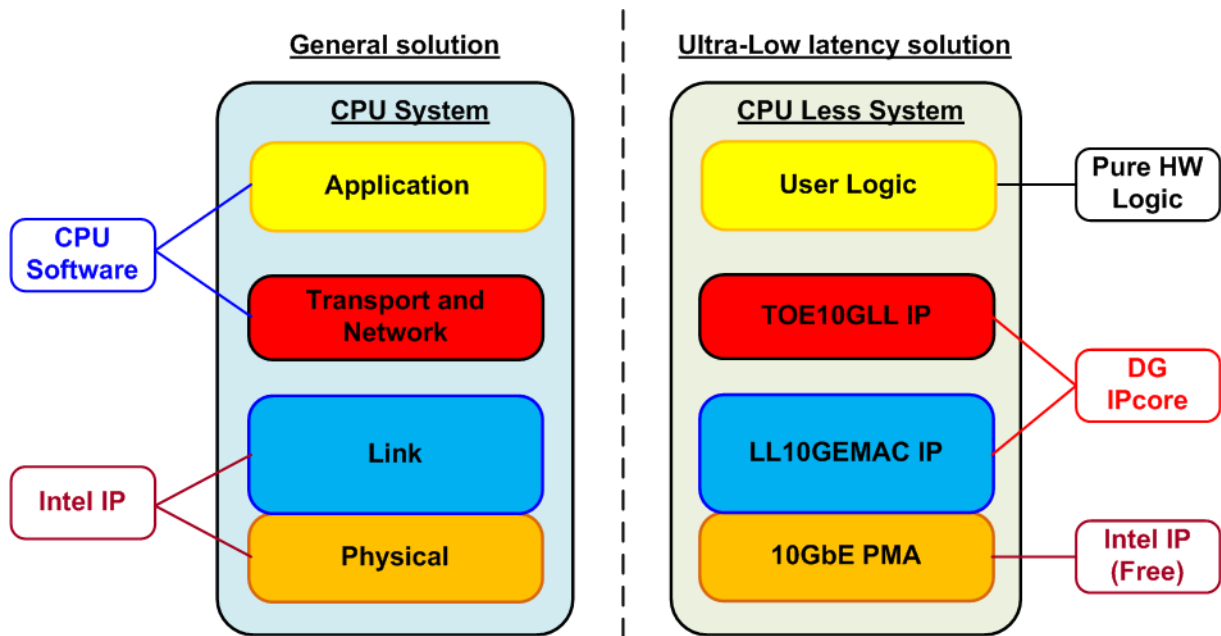 General solution
CPU System
Application
CPU
Software
Transport and
Network
Link
Intel IP
Physical
Ultra-Low latency solution
CPU Less System
User Logic
Pure HW
Logic
TOE10GLL IP
DG
IPcore
LL10GEMAC IP
10GbE PMA
Intel IP
(Free)